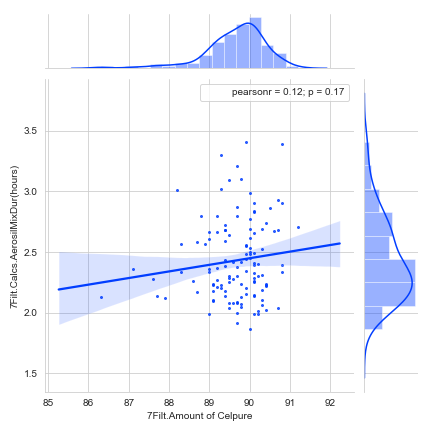 pearsonr = 0.12; p = 0.17
3.5
3.0
2.5
2.0
1.5
7Filt.Calcs.AerosilMixDur(hours)
85 86 87 88 89 90 91 92
7Filt.Amount of Celpure